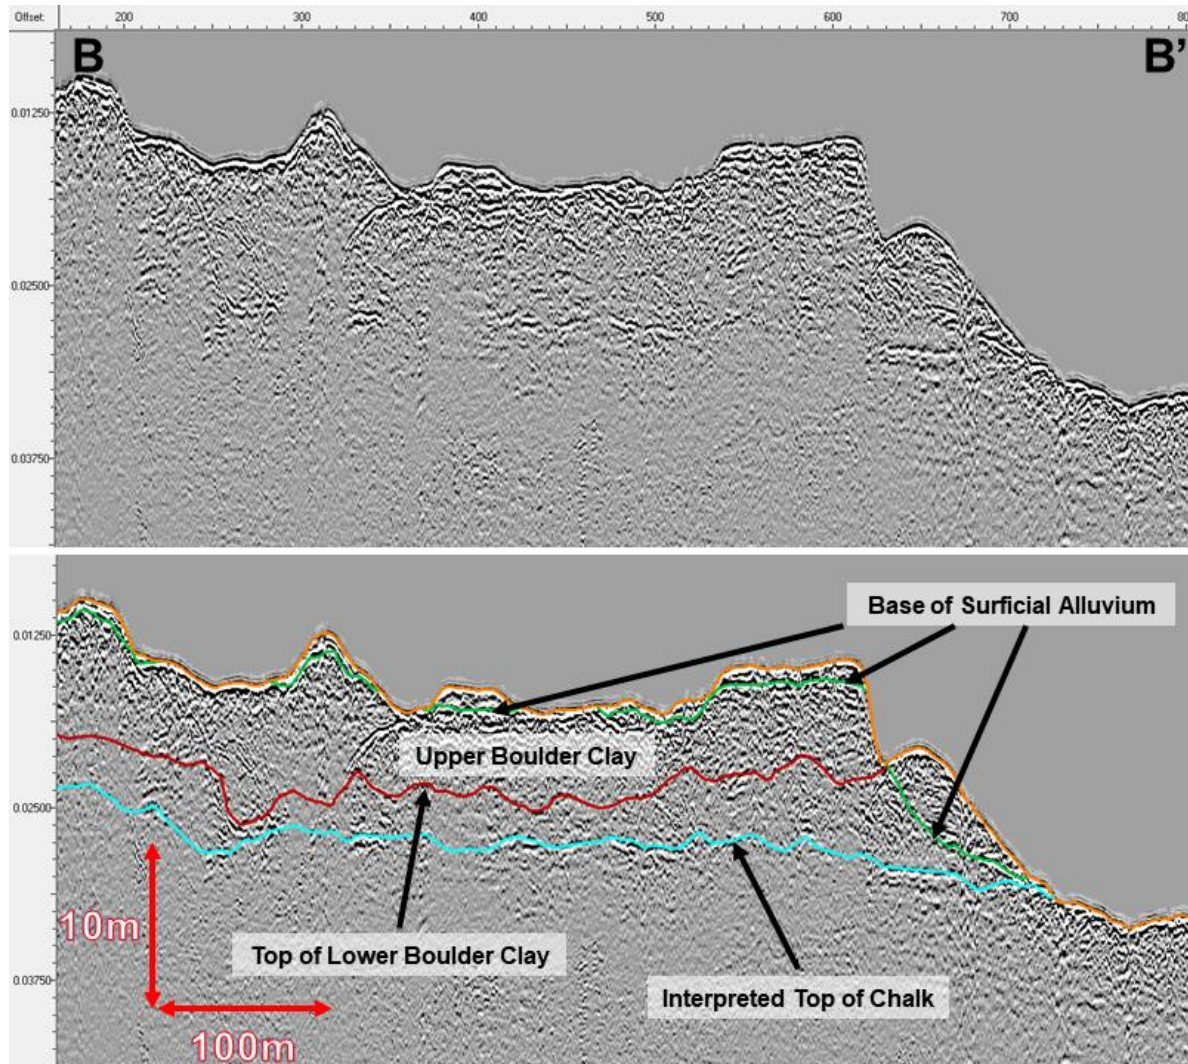 Offset: 200 300 400 500 600 700 80
B B’
0.01250
0.02500
0.03750
Base of Surficial Alluvium
0.01250
Upper Boulder Clay
0.02500
10m
Top of Lower Boulder Clay
0.03750
Interpreted Top of Chalk
100m